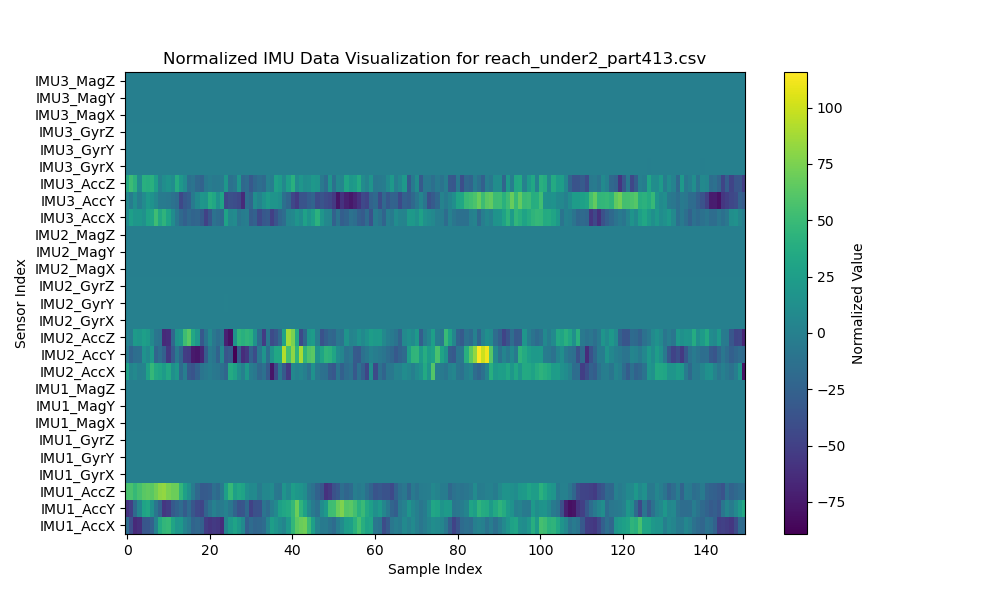 Normalized IMU Data Visualization for reach_under2_part413.csv
Sensor Index
IMU3_MagZ
IMU3_MagY
IMU3_MagX
IMU3_GyrZ
IMU3_GyrY
IMU3_GyrX
IMU3_AccZ
IMU3_AccY
IMU3_AccX
IMU2_MagZ
IMU2_MagY
IMU2_MagX
IMU2_GyrZ
IMU2_GyrY
IMU2_GyrX
IMU2_AccZ
IMU2_AccY
IMU2_AccX
IMU1_MagZ
IMU1_MagY
IMU1_MagX
IMU1_GyrZ
IMU1_GyrY
IMU1_GyrX
IMU1_AccZ
IMU1_AccY
IMU1_AccX
0 20 40 60 80 100 120 140
Sample Index
100
75
50
25
0
−25
−50
−75
Normalized Value